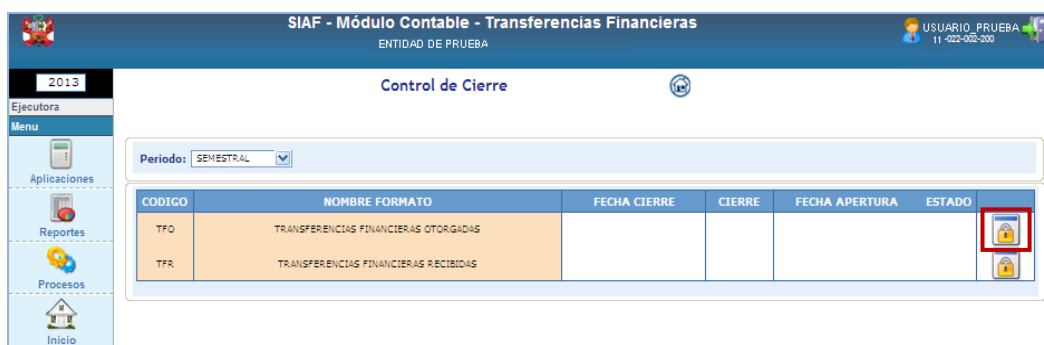 SIAF - Módulo Contable - Transferencias Financieras
ENTIDAD DE PRUEBA
USUARIO_PRUEBA
11 -022-002-200
2013
Control de Cierre
Ejecutora
Menu
Aplicaciones
Reportes
Procesos
Inicio
Periodo: SEMESTRAL
CODIGO NOMBRE FORMATO FECHA CIERRE CIERRE FECHA APERTURA ESTADO
TFO TRANSFERENCIAS FINANCIERAS OTORGADAS
TFR TRANSFERENCIAS FINANCIERAS RECIBIDAS